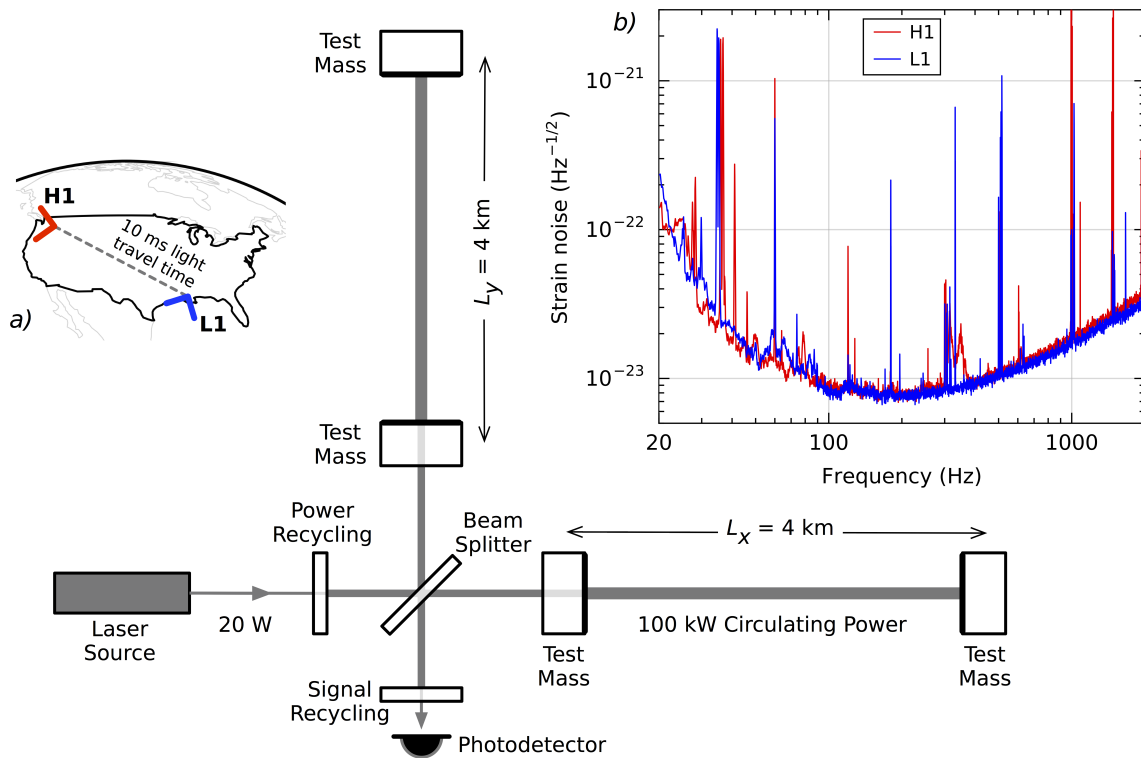 a)
H1
10 ms light
travel time
L1
Test
Mass
L_y = 4 km
Test
Mass
Power
Recycling
Beam
Splitter
L_x = 4 km
Laser
Source
20 W
100 kW Circulating Power
Test
Mass
Test
Mass
Signal
Recycling
Photodetector
b)
H1
L1
Strain noise (Hz^{-1/2})
10^{-21}
10^{-22}
10^{-23}
20
100
1000
Frequency (Hz)